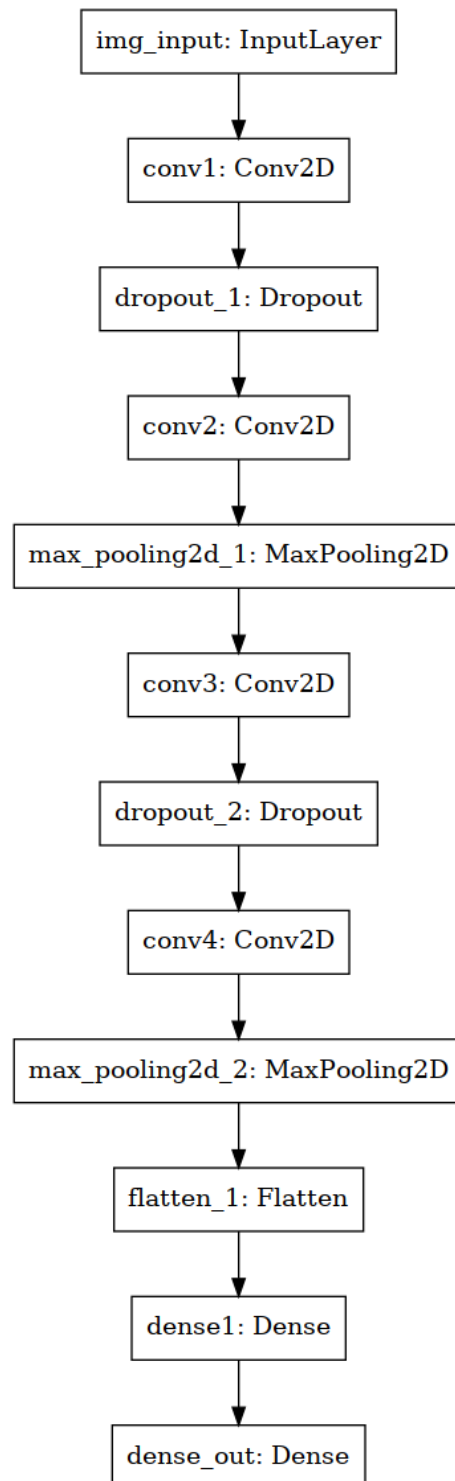 img_input: InputLayer
conv1: Conv2D
dropout_1: Dropout
conv2: Conv2D
max_pooling2d_1: MaxPooling2D
conv3: Conv2D
dropout_2: Dropout
conv4: Conv2D
max_pooling2d_2: MaxPooling2D
flatten_1: Flatten
dense1: Dense
dense_out: Dense